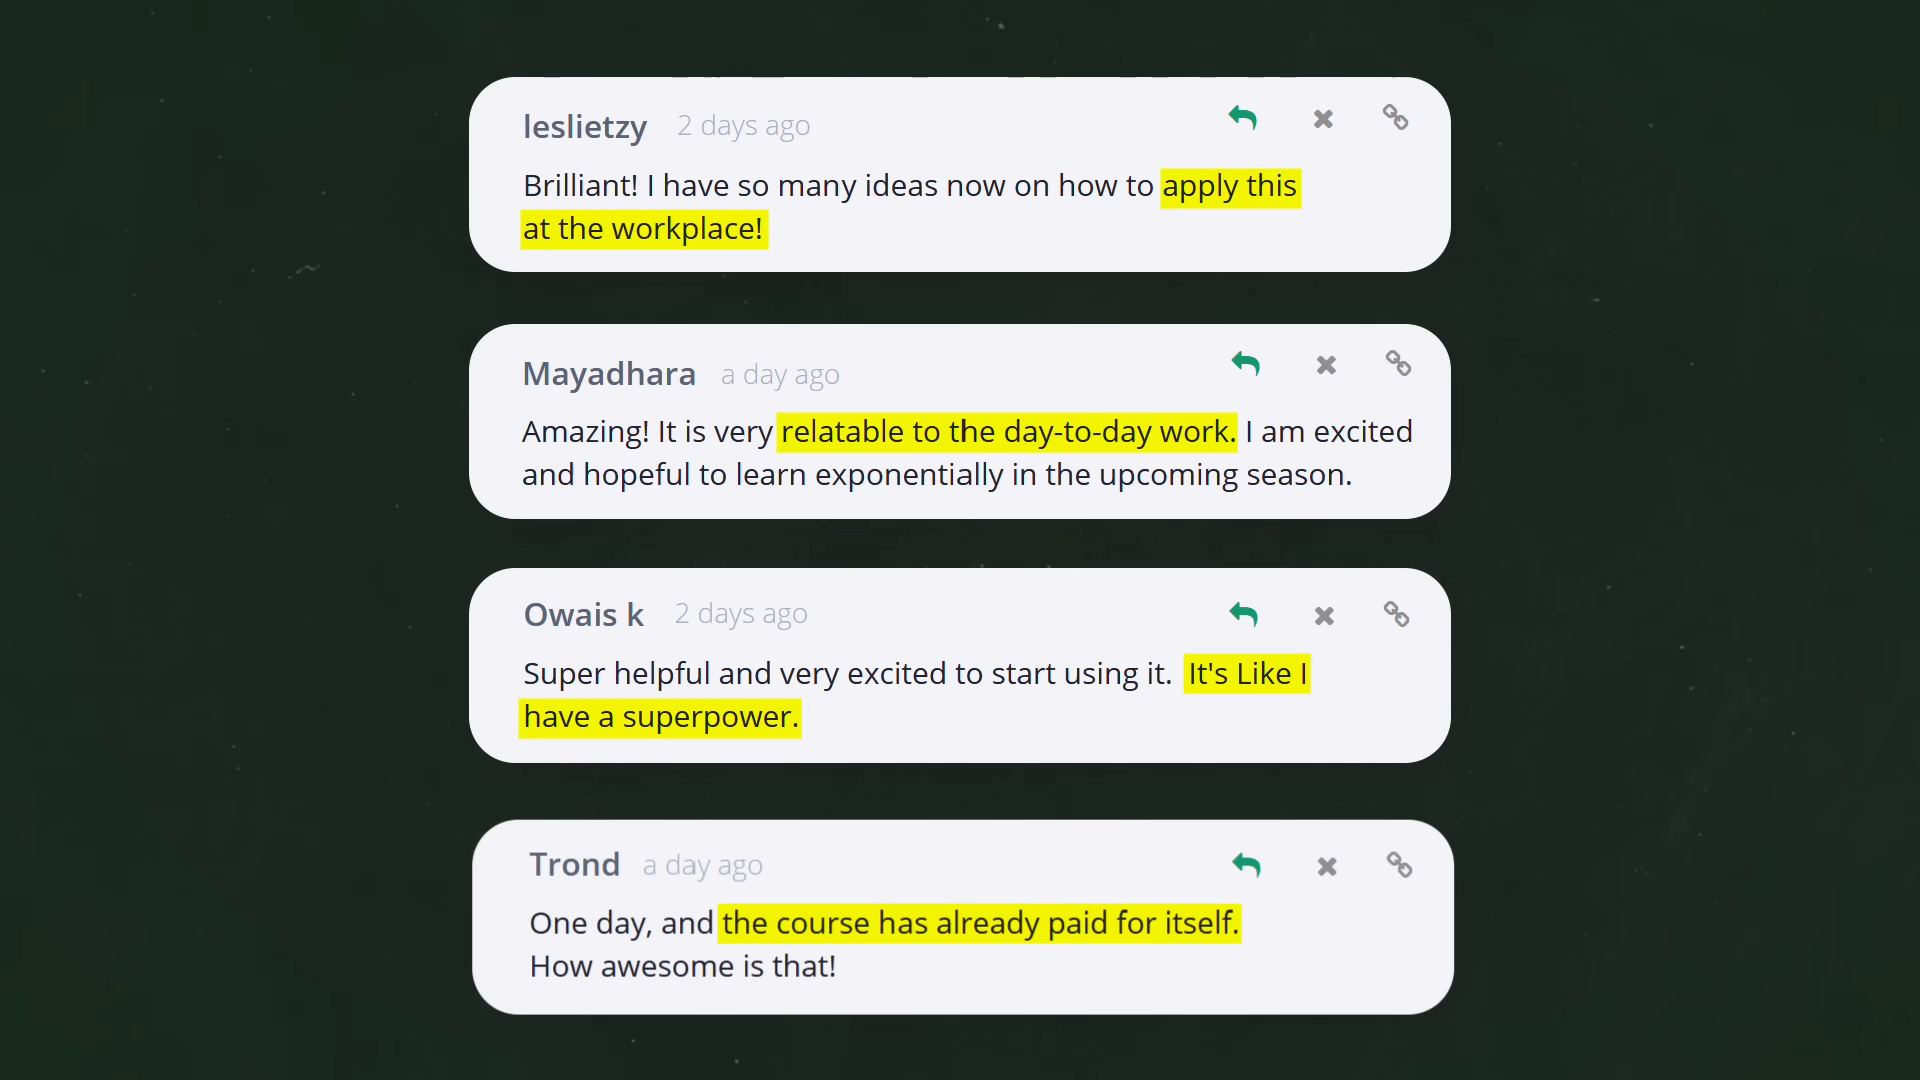 leslietzy 2 days ago
Brilliant! I have so many ideas now on how to apply this
at the workplace!
Mayadhara a day ago
Amazing! It is very relatable to the day-to-day work. I am excited
and hopeful to learn exponentially in the upcoming season.
Owais k 2 days ago
Super helpful and very excited to start using it. It's Like I
have a superpower.
Trond a day ago
One day, and the course has already paid for itself.
How awesome is that!